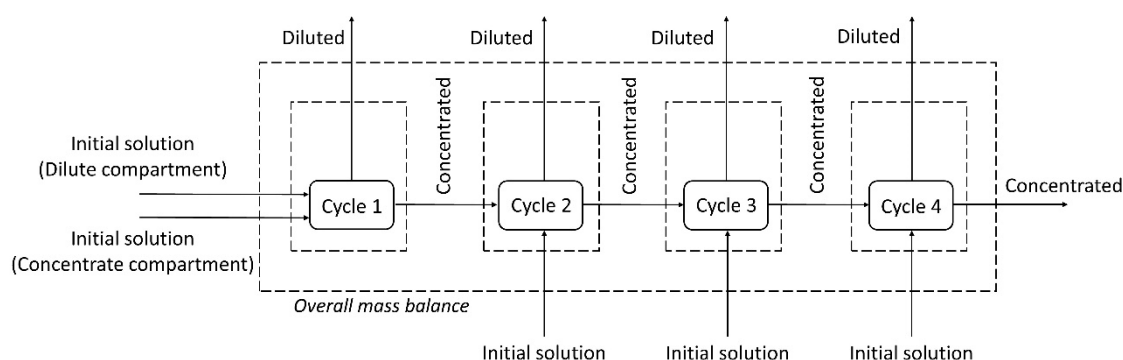 Diluted
Diluted
Diluted
Diluted
Concentrated
Concentrated
Concentrated
Initial solution
(Dilute compartment)
Initial solution
(Concentrate compartment)
Cycle 1
Cycle 2
Cycle 3
Cycle 4
Concentrated
Overall mass balance
Initial solution
Initial solution
Initial solution